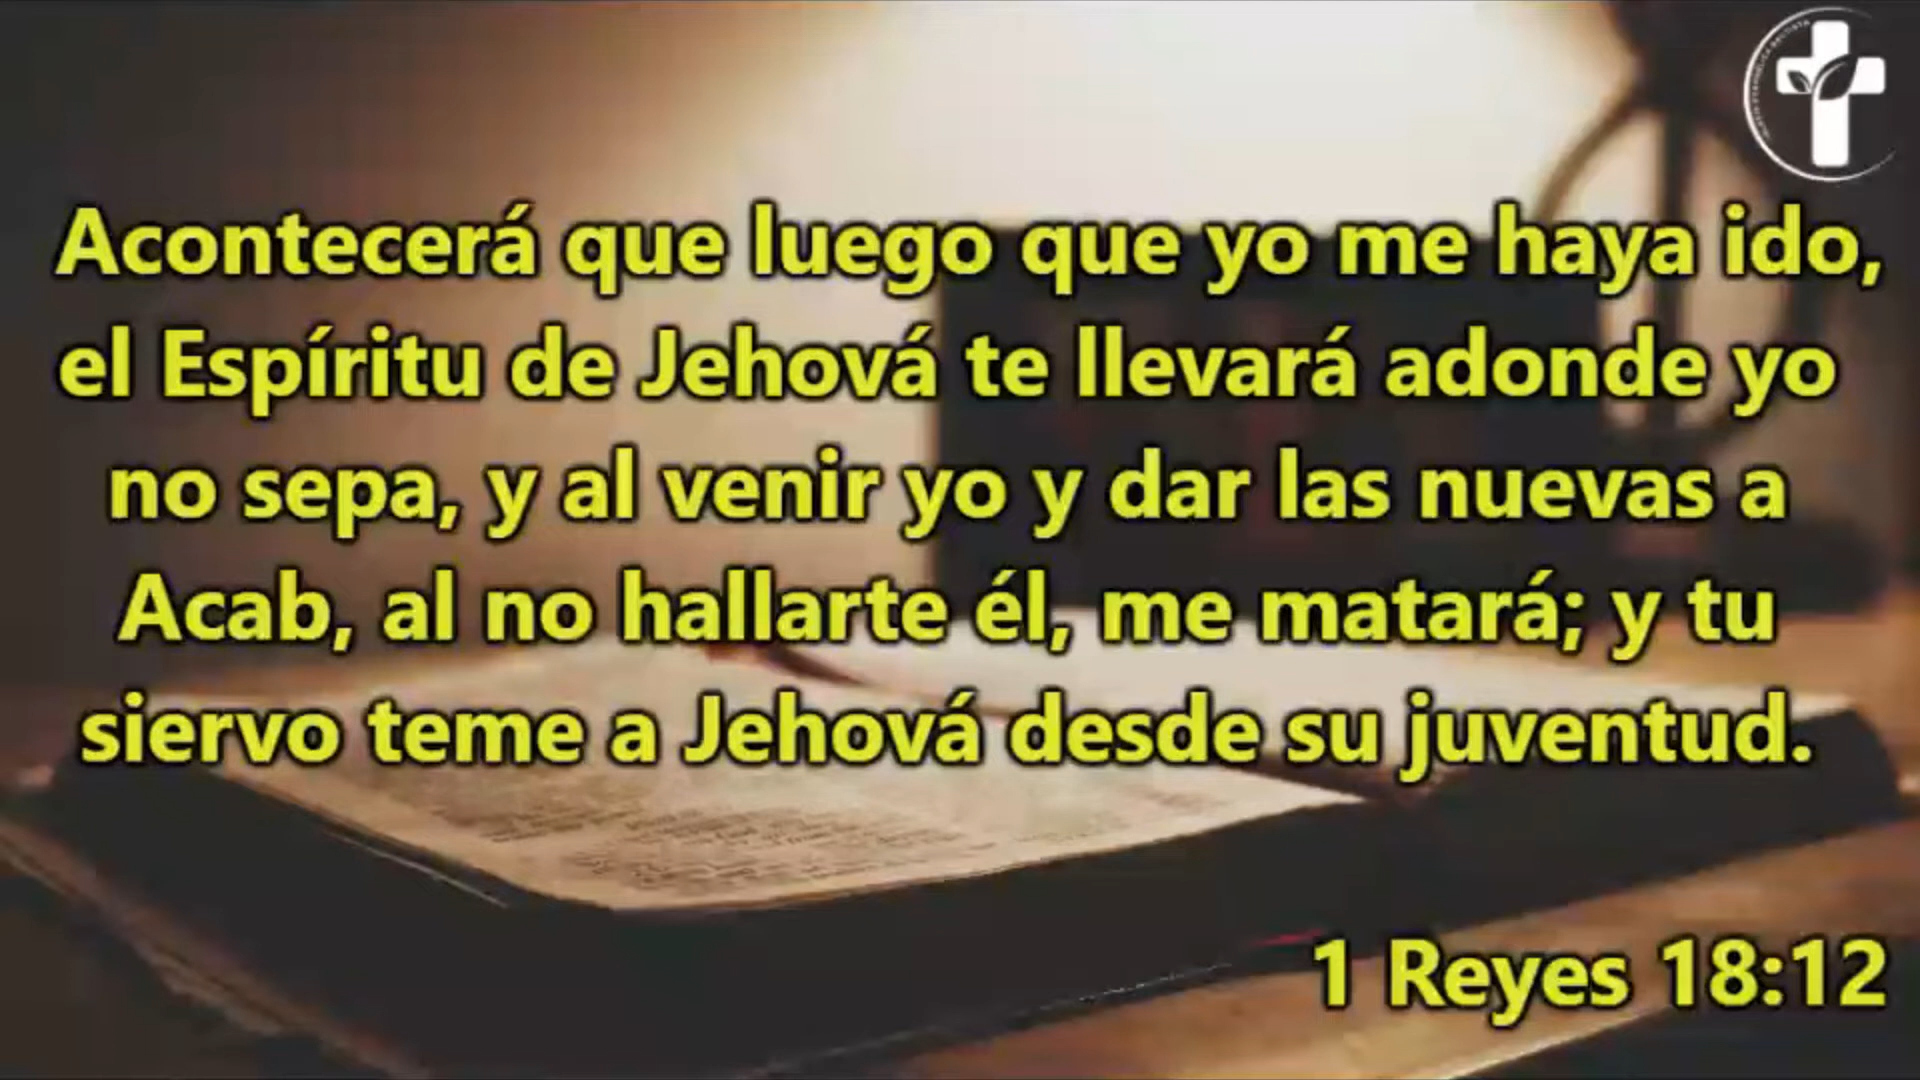 Acontecerá que luego que yo me haya ido,
el Espíritu de Jehová te llevará adonde yo
no sepa, y al venir yo y dar las nuevas a
Acab, al no hallarte él, me matará; y tu
siervo teme a Jehová desde su juventud.
1 Reyes 18:12